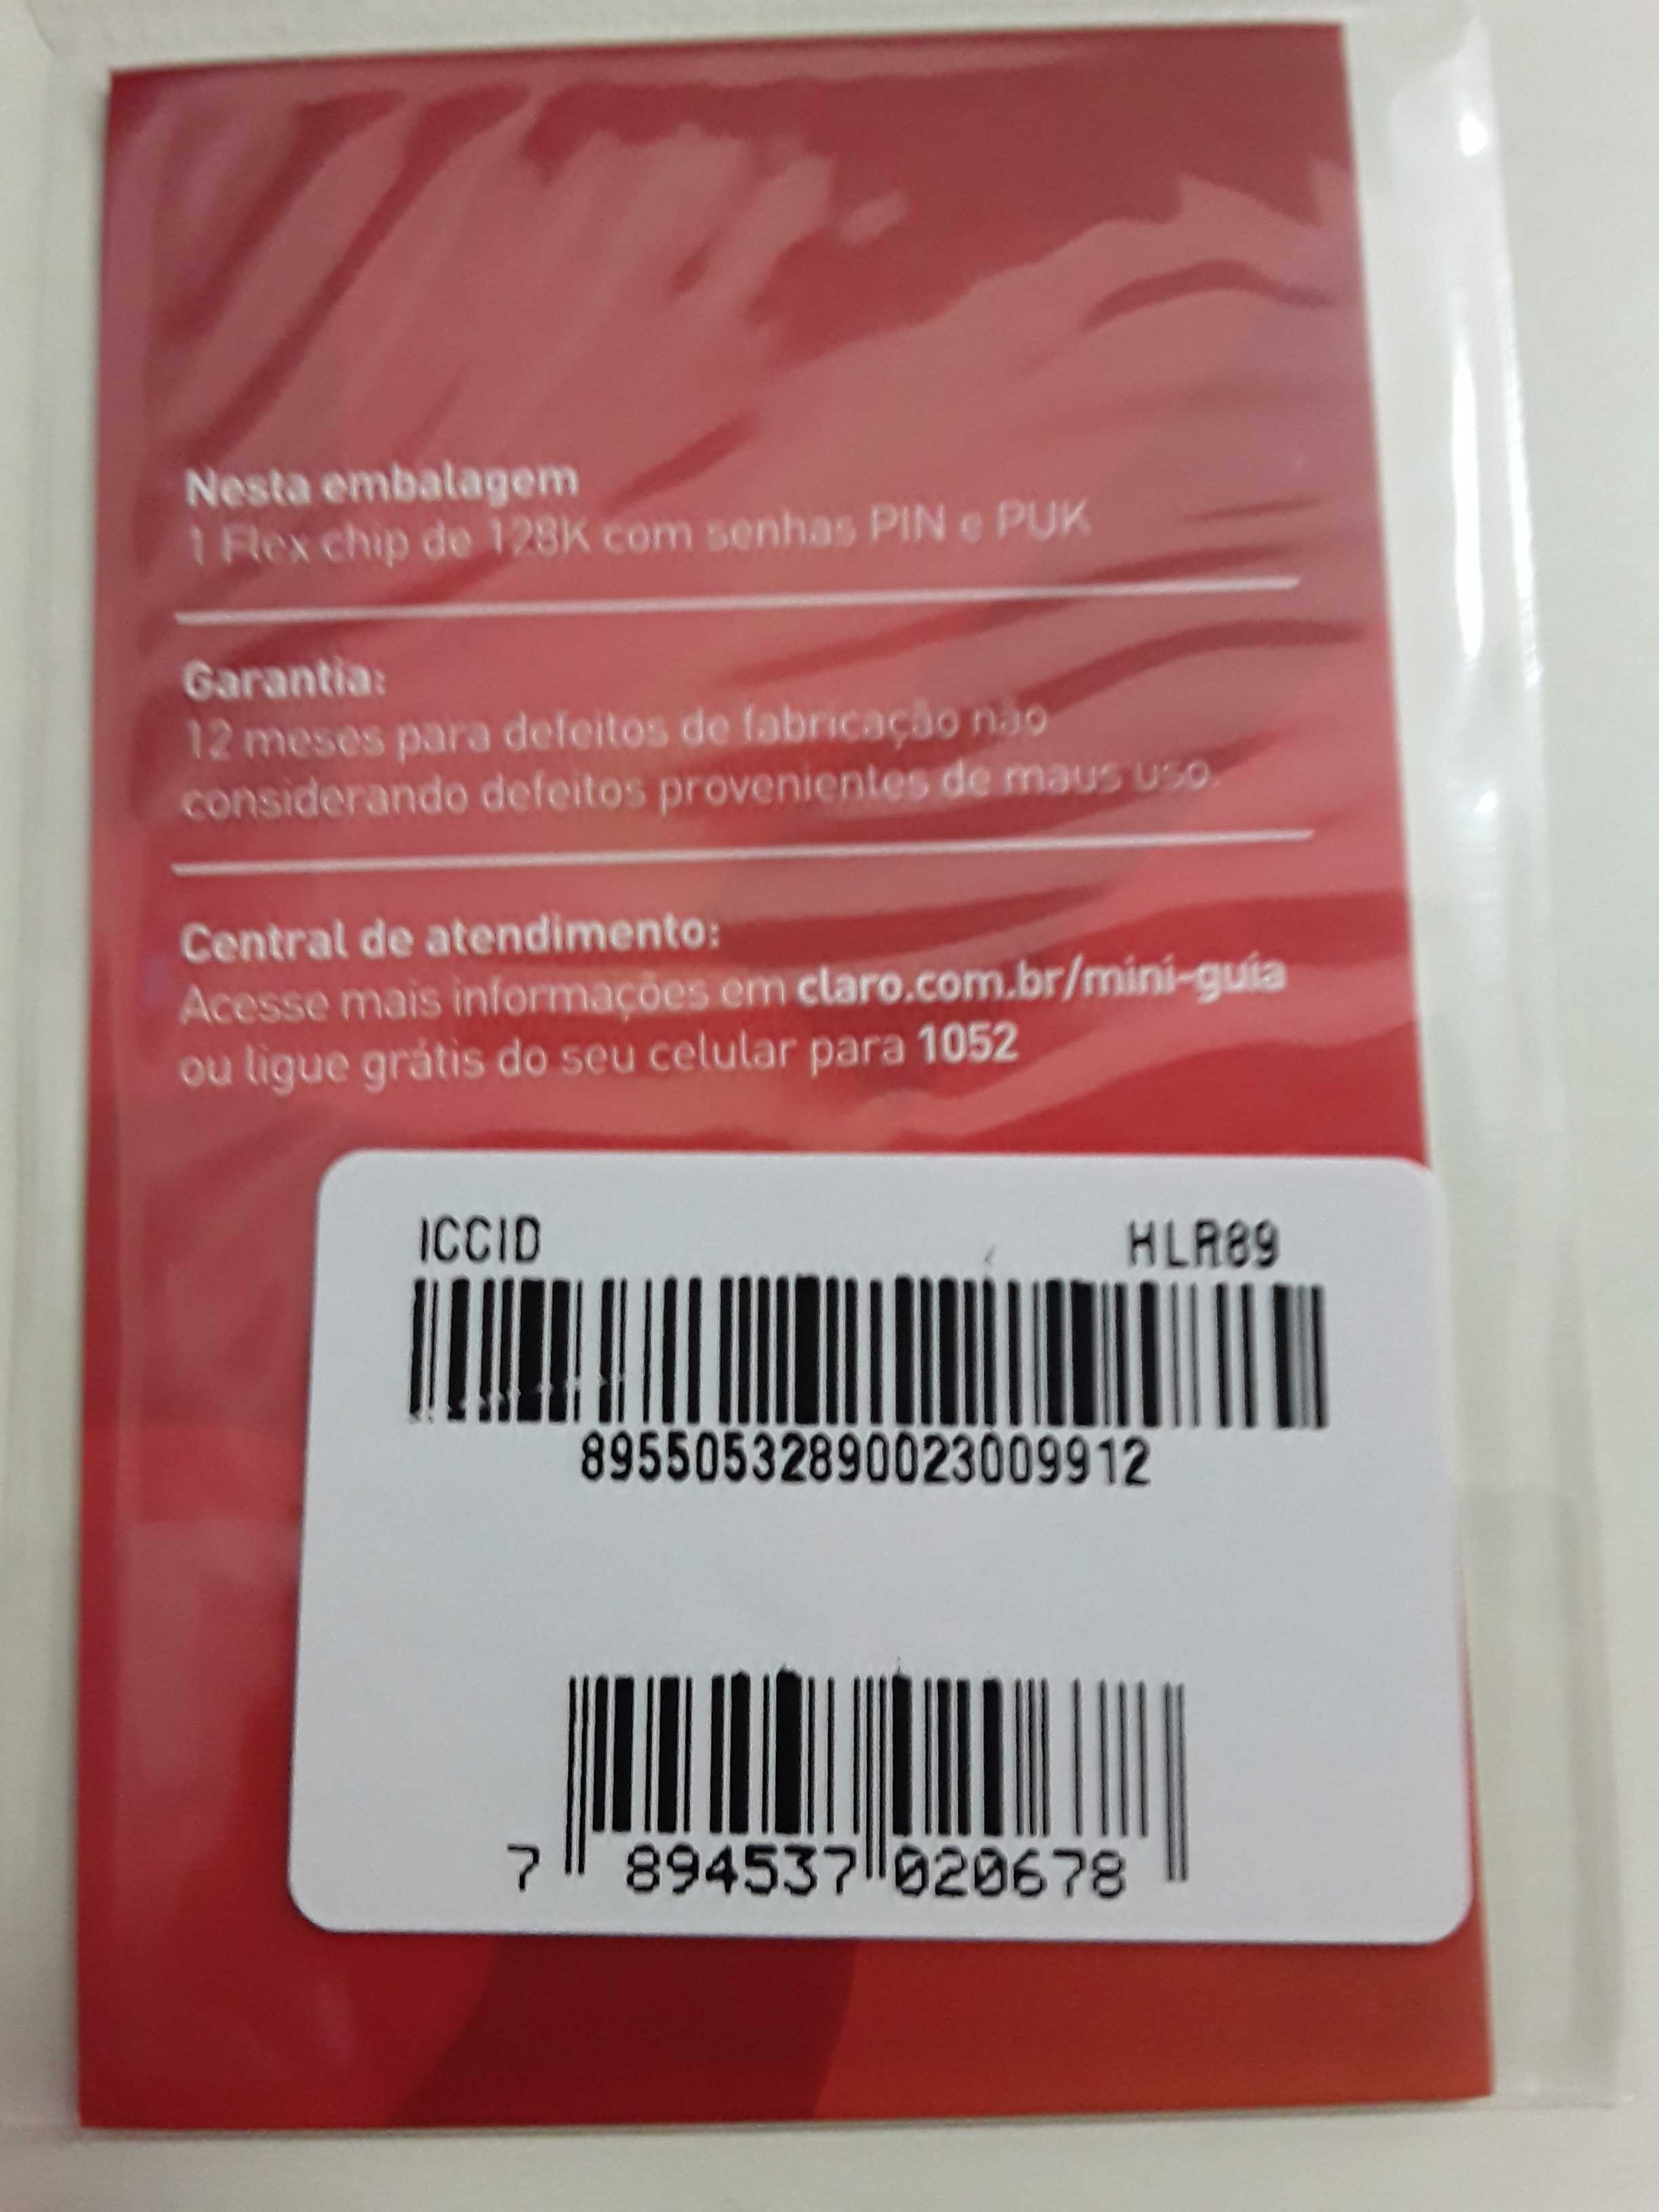 Nesta embalagem
1 Flex chip de 128K com senhas PIN e PUK
Garantia:
12 meses para defeitos de fabricação não
considerando defeitos provenientes de maus uso.
Central de atendimento:
Acesse mais informações em claro.com.br/mini-guia
ou ligue grátis do seu celular para 1052
ICCID HLR89
89550532890023009912
7 894537 020678